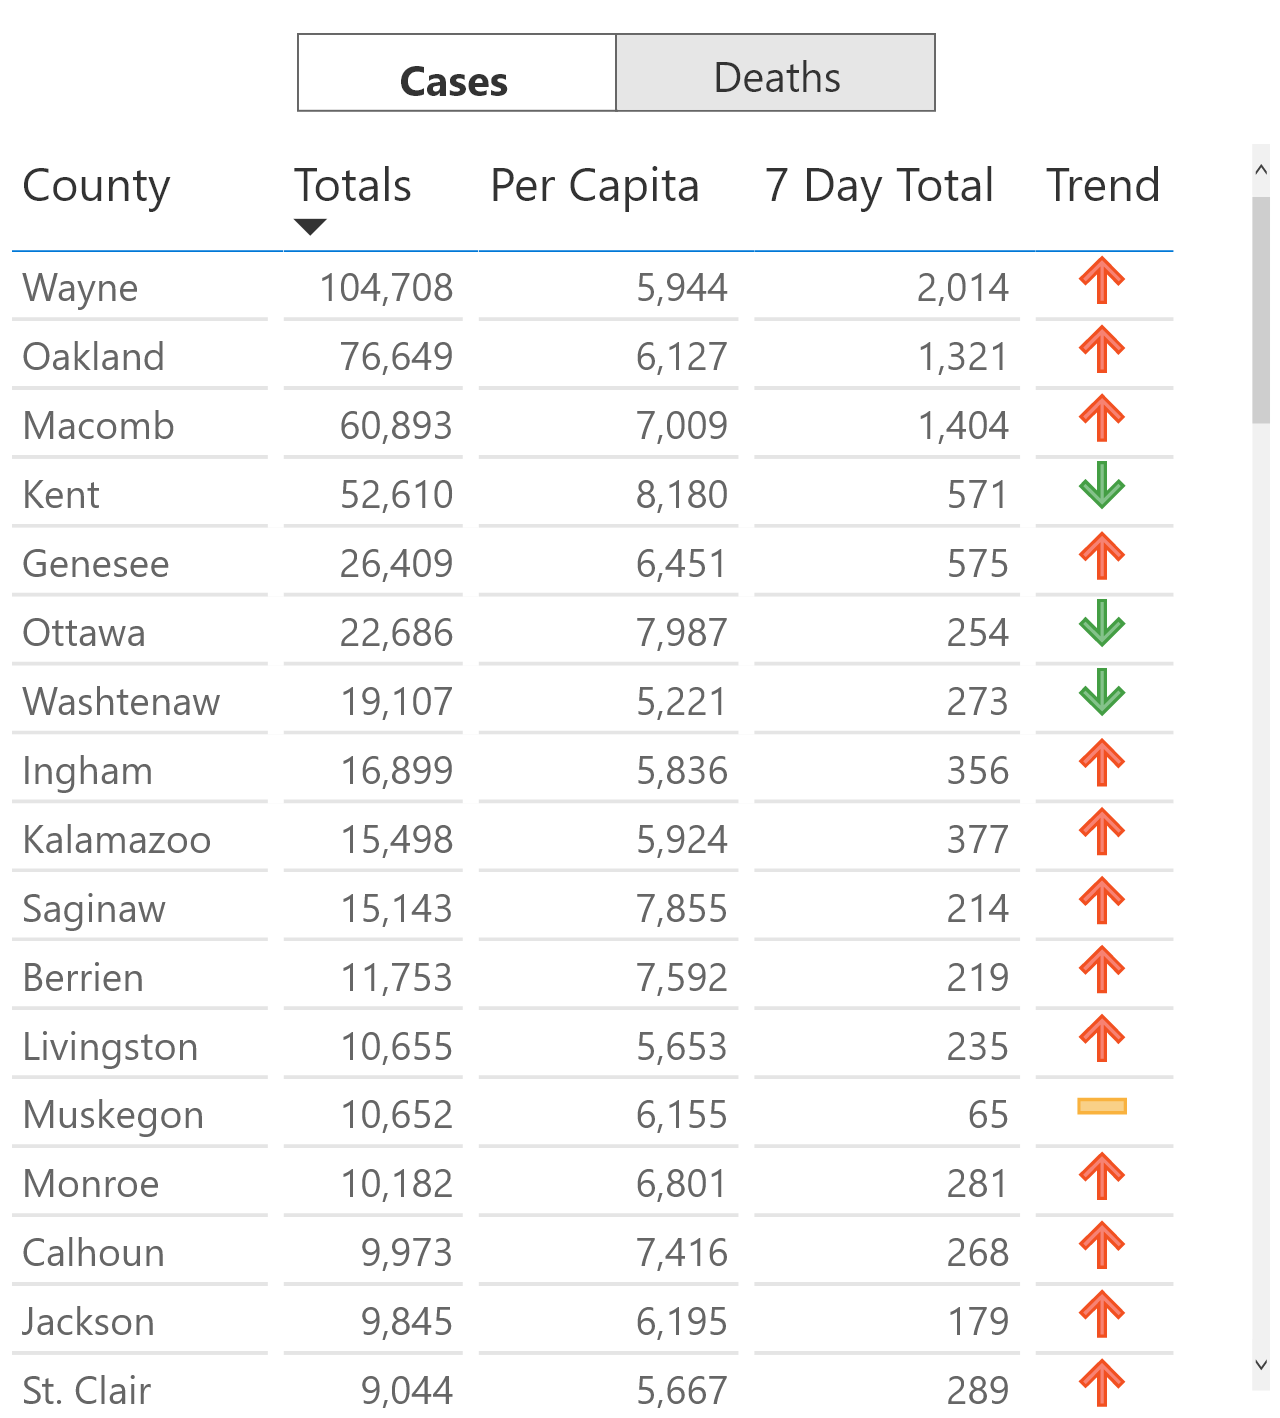 Cases Deaths
County Totals Per Capita 7 Day Total Trend
Wayne 104,708 5,944 2,014
Oakland 76,649 6,127 1,321
Macomb 60,893 7,009 1,404
Kent 52,610 8,180 571
Genesee 26,409 6,451 575
Ottawa 22,686 7,987 254
Washtenaw 19,107 5,221 273
Ingham 16,899 5,836 356
Kalamazoo 15,498 5,924 377
Saginaw 15,143 7,855 214
Berrien 11,753 7,592 219
Livingston 10,655 5,653 235
Muskegon 10,652 6,155 65
Monroe 10,182 6,801 281
Calhoun 9,973 7,416 268
Jackson 9,845 6,195 179
St. Clair 9,044 5,667 289